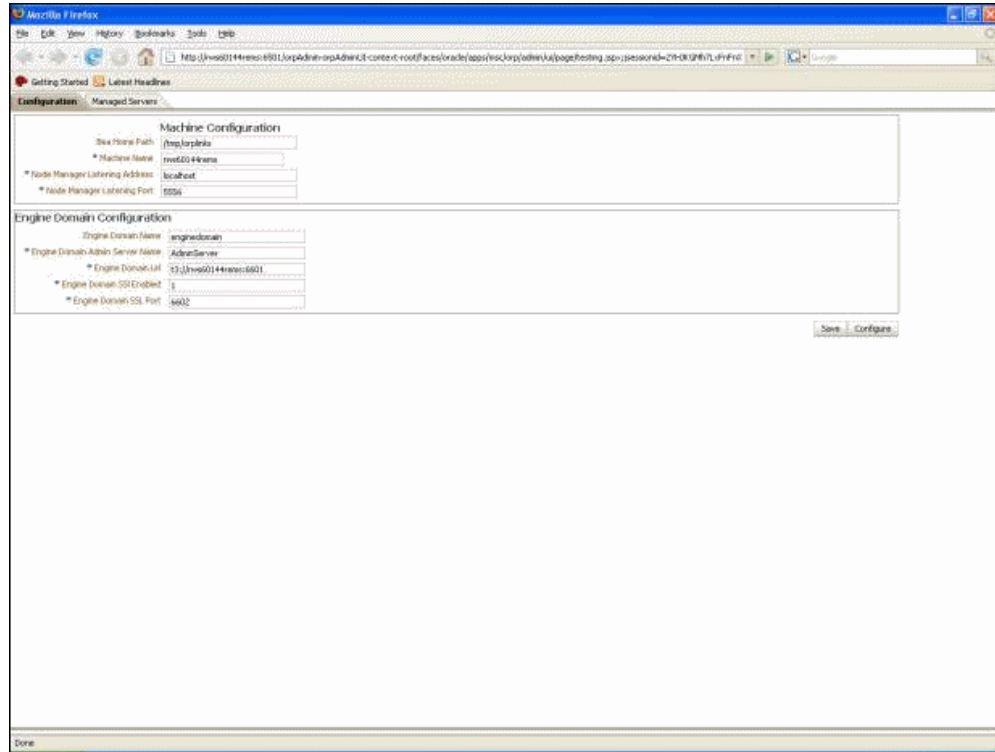 Mozilla Firefox
File Edit View History Bookmarks Tools Help
Google
Getting Started Latest Headlines
Configuration Managed Servers
Machine Configuration
Bea Home Path /tmp/orplinks
* Machine Name
* Node Manager Listening Address localhost
* Node Manager Listening Port 5556
Engine Domain Configuration
Engine Domain Name enginedomain
* Engine Domain Admin Server Name AdminServer
* Engine Domain Url
* Engine Domain SSl Enabled 1
* Engine Domain SSL Port 6602
Save Configure
Done